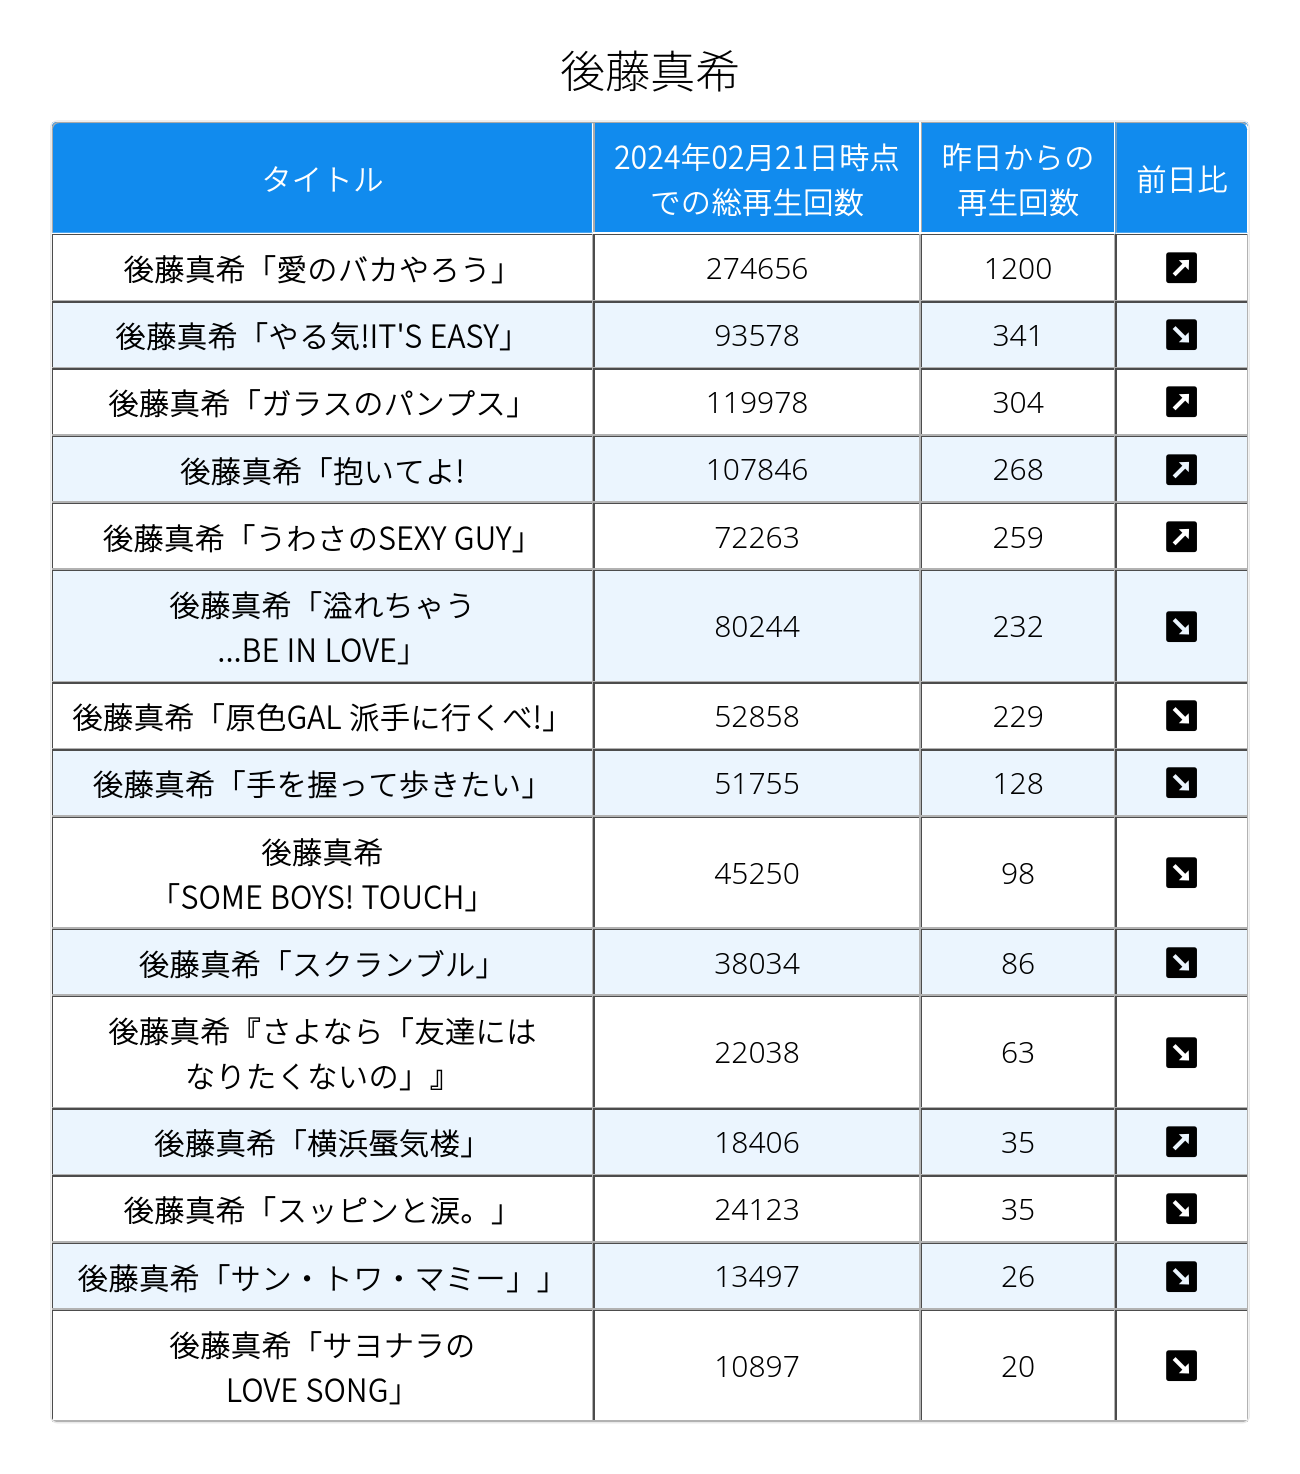 後藤真希
タイトル
2024年02月21日時点
での総再生回数
昨日からの
再生回数
前日比
後藤真希「愛のバカやろう」 274656 1200 ↗
後藤真希「やる気!IT'S EASY」 93578 341 ↘
後藤真希「ガラスのパンプス」 119978 304 ↗
後藤真希「抱いてよ! 107846 268 ↗
後藤真希「うわさのSEXY GUY」 72263 259 ↗
後藤真希「溢れちゃう
...BE IN LOVE」 80244 232 ↘
後藤真希「原色GAL 派手に行くべ!」 52858 229 ↘
後藤真希「手を握って歩きたい」 51755 128 ↘
後藤真希
「SOME BOYS! TOUCH」 45250 98 ↘
後藤真希「スクランブル」 38034 86 ↘
後藤真希『さよなら「友達には
なりたくないの」』 22038 63 ↘
後藤真希「横浜蜃気楼」 18406 35 ↗
後藤真希「スッピンと涙。」 24123 35 ↘
後藤真希「サン・トワ・マミー」」 13497 26 ↘
後藤真希「サヨナラの
LOVE SONG」 10897 20 ↘